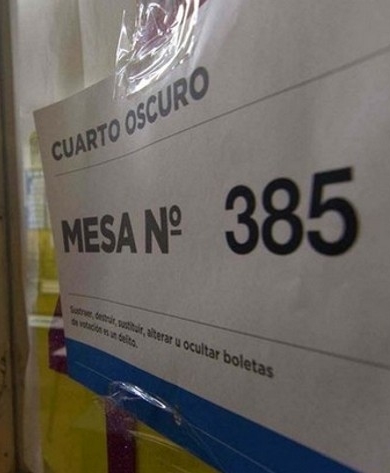 CUARTO OSCURO
MESA Nº 385
Sustraer, destruir, sustituir, alterar u ocultar boletas
de votación es un delito.